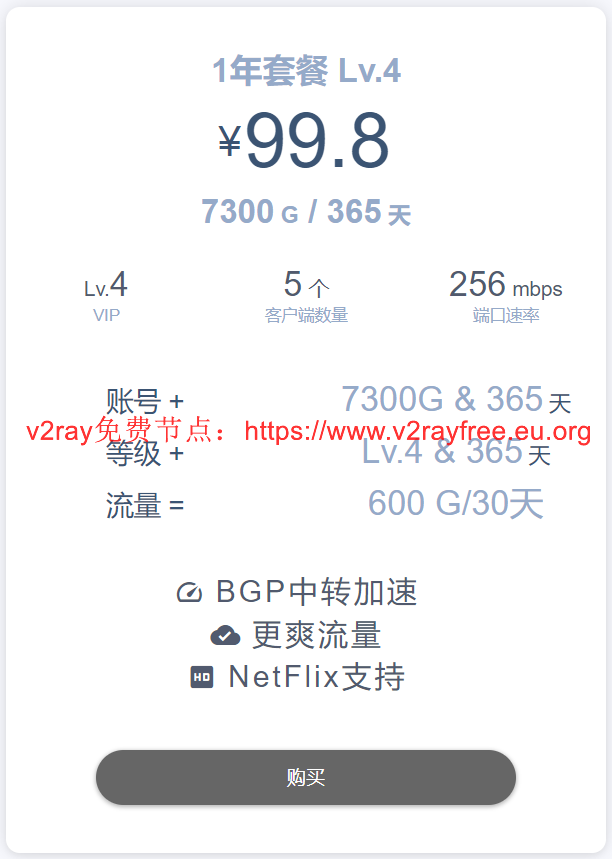 1年套餐 Lv.4
¥99.8
7300 G / 365 天
Lv.4 5 个 256 mbps
VIP 客户端数量 端口速率
账号 + 7300G & 365 天
v2ray免费节点：https://www.v2rayfree.eu.org
等级 + Lv.4 & 365 天
流量 = 600 G/30天
BGP中转加速
更爽流量
HD NetFlix支持
购买